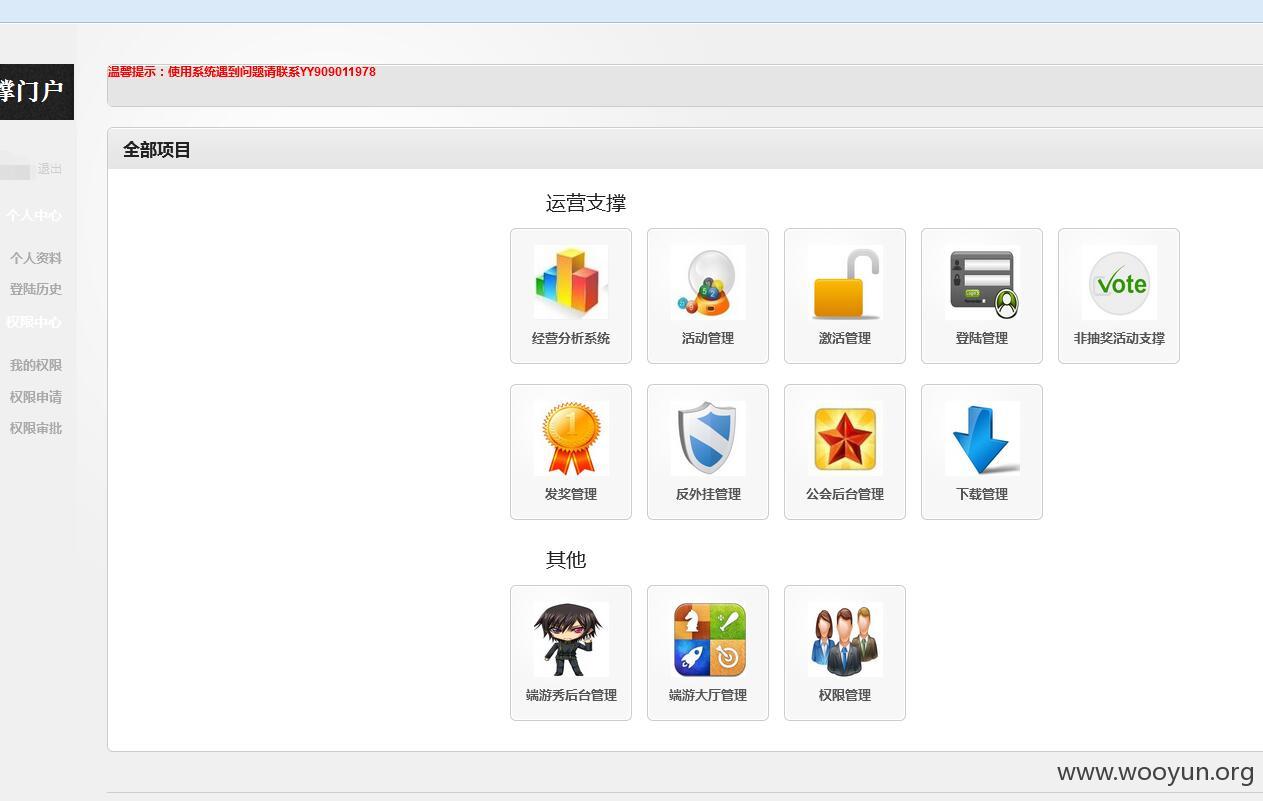 温馨提示：使用系统遇到问题请联系YY909011978
撑门户
退出
个人中心
个人资料
登陆历史
权限中心
我的权限
权限申请
权限审批
全部项目
运营支撑
经营分析系统
活动管理
激活管理
登陆管理
vote
非抽奖活动支撑
1
发奖管理
反外挂管理
公会后台管理
下载管理
其他
端游秀后台管理
端游大厅管理
权限管理
www.wooyun.org